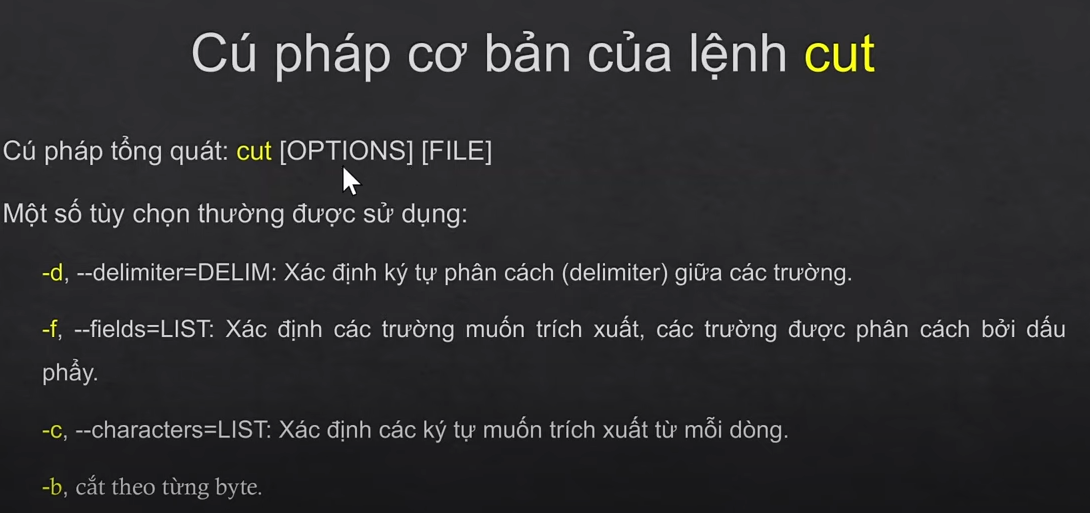 Cú pháp cơ bản của lệnh cut
Cú pháp tổng quát: cut [OPTIONS] [FILE]
Một số tùy chọn thường được sử dụng:
-d, --delimiter=DELIM: Xác định ký tự phân cách (delimiter) giữa các trường.
-f, --fields=LIST: Xác định các trường muốn trích xuất, các trường được phân cách bởi dấu
phẩy.
-c, --characters=LIST: Xác định các ký tự muốn trích xuất từ mỗi dòng.
-b, cắt theo từng byte.